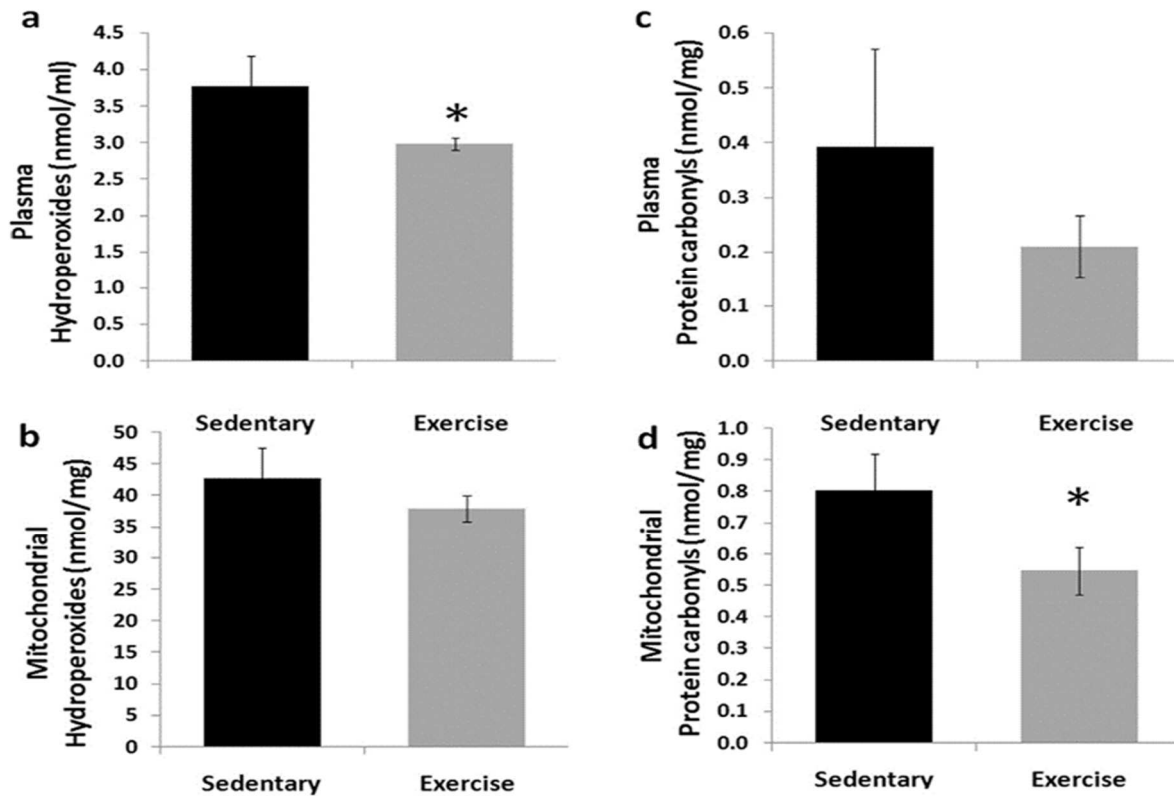 a
Plasma
Hydroperoxides (nmol/ml)
4.5
4.0
3.5
3.0
2.5
2.0
1.5
1.0
0.5
0.0
*
Sedentary Exercise
b
Mitochondrial
Hydroperoxides (nmol/mg)
50
45
40
35
30
25
20
15
10
5
0
Sedentary Exercise
c
Plasma
Protein carbonyls (nmol/mg)
0.6
0.5
0.4
0.3
0.2
0.1
0.0
Sedentary Exercise
d
Mitochondrial
Protein carbonyls (nmol/mg)
1.0
0.9
0.8
0.7
0.6
0.5
0.4
0.3
0.2
0.1
0.0
*
Sedentary Exercise